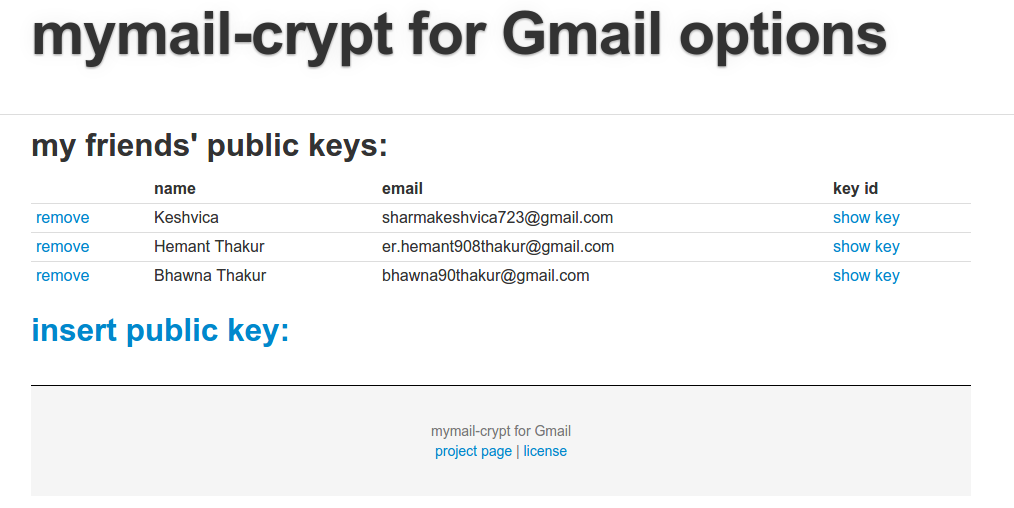 mymail-crypt for Gmail options
my friends' public keys:
name email key id
remove Keshvica sharmakeshvica723@gmail.com show key
remove Hemant Thakur er.hemant908thakur@gmail.com show key
remove Bhawna Thakur bhawna90thakur@gmail.com show key
insert public key:
mymail-crypt for Gmail
project page | license